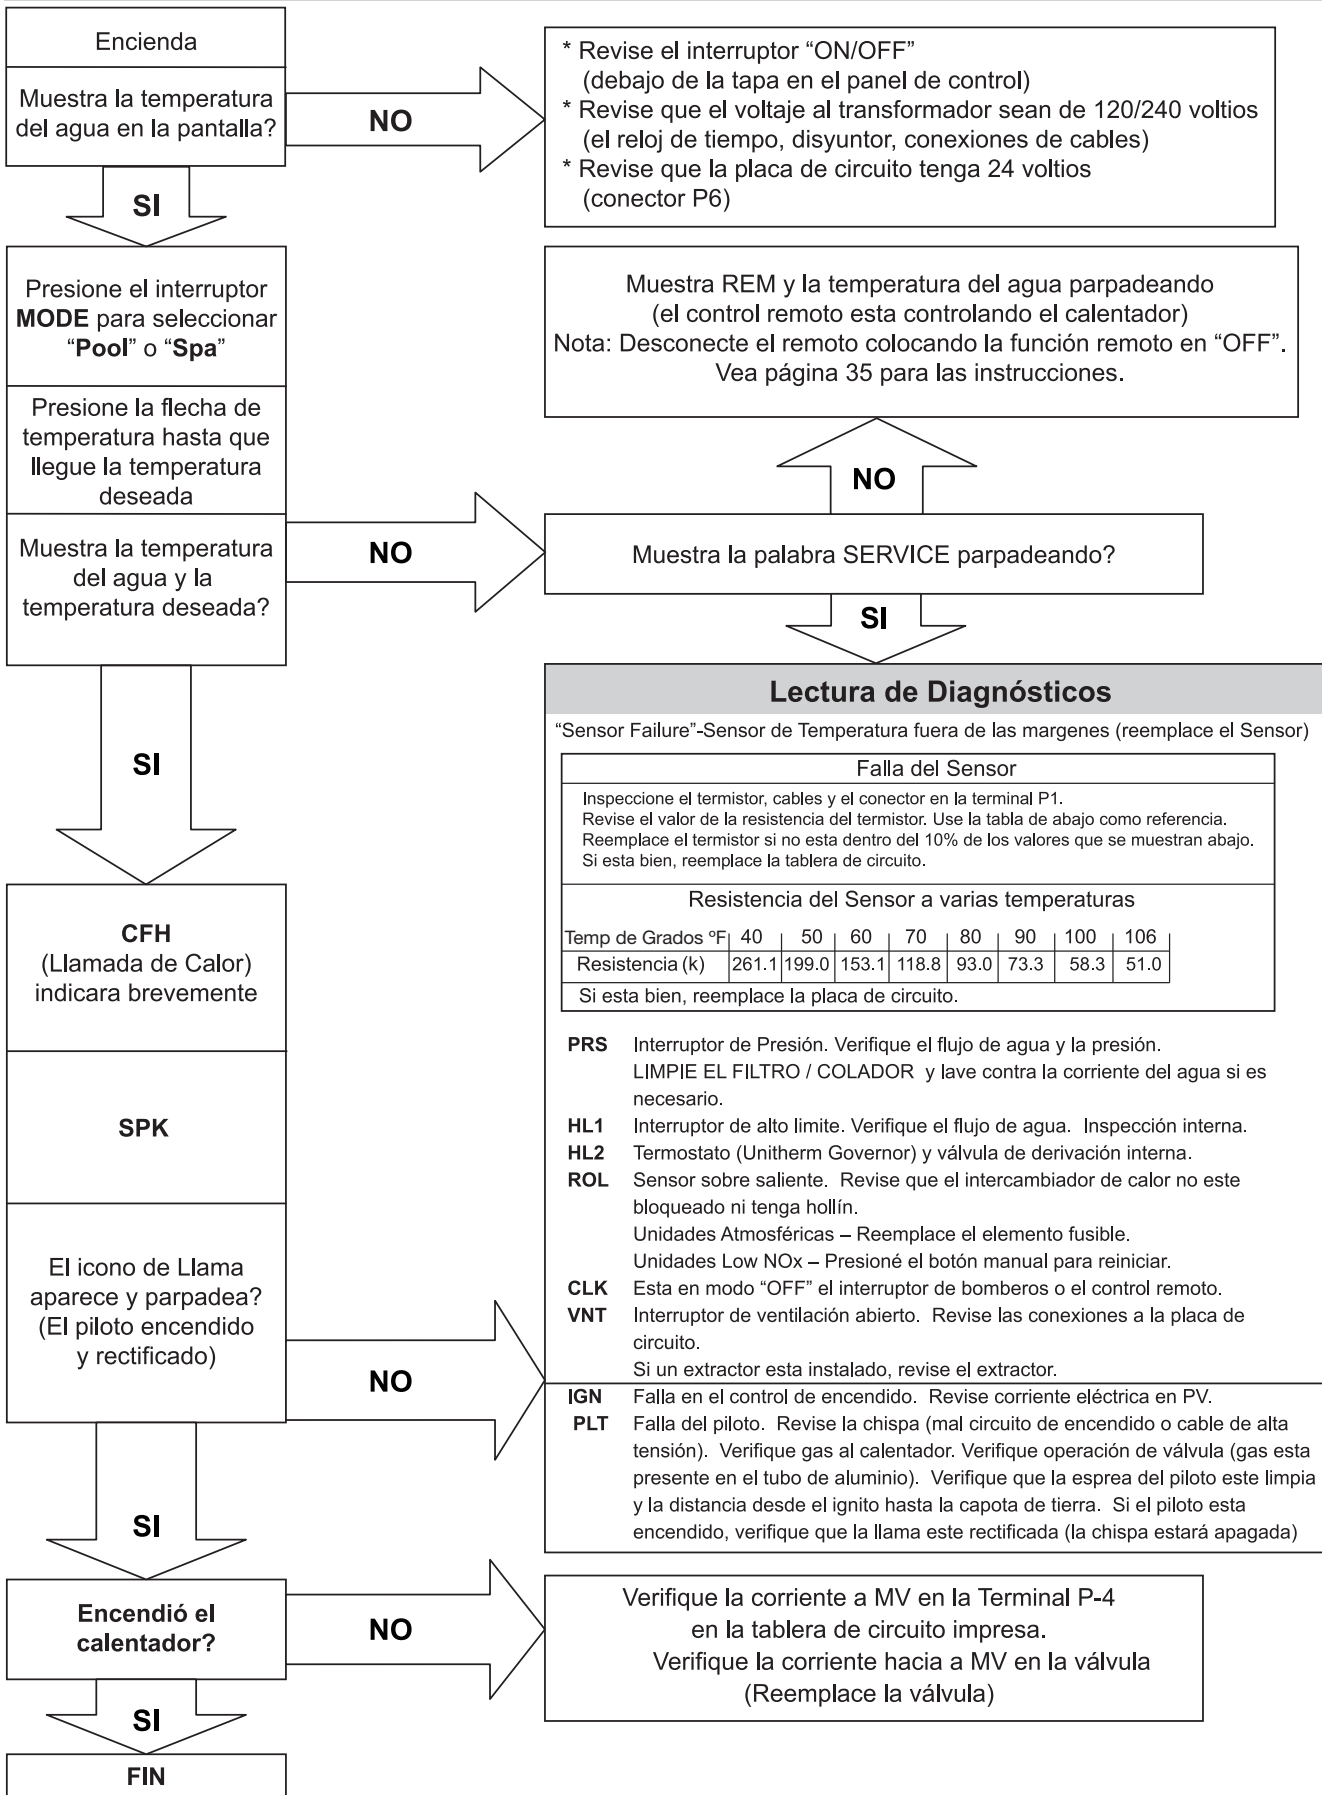 Encienda
Muestra la temperatura
del agua en la pantalla?
NO
* Revise el interruptor “ON/OFF”
(debajo de la tapa en el panel de control)
* Revise que el voltaje al transformador sean de 120/240 voltios
(el reloj de tiempo, disyuntor, conexiones de cables)
* Revise que la placa de circuito tenga 24 voltios
(conector P6)
SI
Presione el interruptor
MODE para seleccionar
“Pool” o “Spa”
Presione la flecha de
temperatura hasta que
llegue la temperatura
deseada
Muestra la temperatura
del agua y la
temperatura deseada?
Muestra REM y la temperatura del agua parpadeando
(el control remoto esta controlando el calentador)
Nota: Desconecte el remoto colocando la función remoto en “OFF”.
Vea página 35 para las instrucciones.
NO
NO
Muestra la palabra SERVICE parpadeando?
SI
SI
Lectura de Diagnósticos
“Sensor Failure”-Sensor de Temperatura fuera de las margenes (reemplace el Sensor)
Falla del Sensor
Inspeccione el termistor, cables y el conector en la terminal P1.
Revise el valor de la resistencia del termistor. Use la tabla de abajo como referencia.
Reemplace el termistor si no esta dentro del 10% de los valores que se muestran abajo.
Si esta bien, reemplace la tablera de circuito.
Resistencia del Sensor a varias temperaturas
Temp de Grados ºF 40 50 60 70 80 90 100 106
Resistencia (k) 261.1 199.0 153.1 118.8 93.0 73.3 58.3 51.0
Si esta bien, reemplace la placa de circuito.
CFH
(Llamada de Calor)
indicara brevemente
SPK
El icono de Llama
aparece y parpadea?
(El piloto encendido
y rectificado)
NO
PRS Interruptor de Presión. Verifique el flujo de agua y la presión.
LIMPIE EL FILTRO / COLADOR y lave contra la corriente del agua si es
necesario.
HL1 Interruptor de alto limite. Verifique el flujo de agua. Inspección interna.
HL2 Termostato (Unitherm Governor) y válvula de derivación interna.
ROL Sensor sobre saliente. Revise que el intercambiador de calor no este
bloqueado ni tenga hollín.
Unidades Atmosféricas – Reemplace el elemento fusible.
Unidades Low NOx – Presioné el botón manual para reiniciar.
CLK Esta en modo “OFF” el interruptor de bomberos o el control remoto.
VNT Interruptor de ventilación abierto. Revise las conexiones a la placa de
circuito.
Si un extractor esta instalado, revise el extractor.
IGN Falla en el control de encendido. Revise corriente eléctrica en PV.
PLT Falla del piloto. Revise la chispa (mal circuito de encendido o cable de alta
tensión). Verifique gas al calentador. Verifique operación de válvula (gas esta
presente en el tubo de aluminio). Verifique que la esprea del piloto este limpia
y la distancia desde el ignito hasta la capota de tierra. Si el piloto esta
encendido, verifique que la llama este rectificada (la chispa estará apagada)
SI
Encendió el
calentador?
NO
Verifique la corriente a MV en la Terminal P-4
en la tablera de circuito impresa.
Verifique la corriente hacia a MV en la válvula
(Reemplace la válvula)
SI
FIN